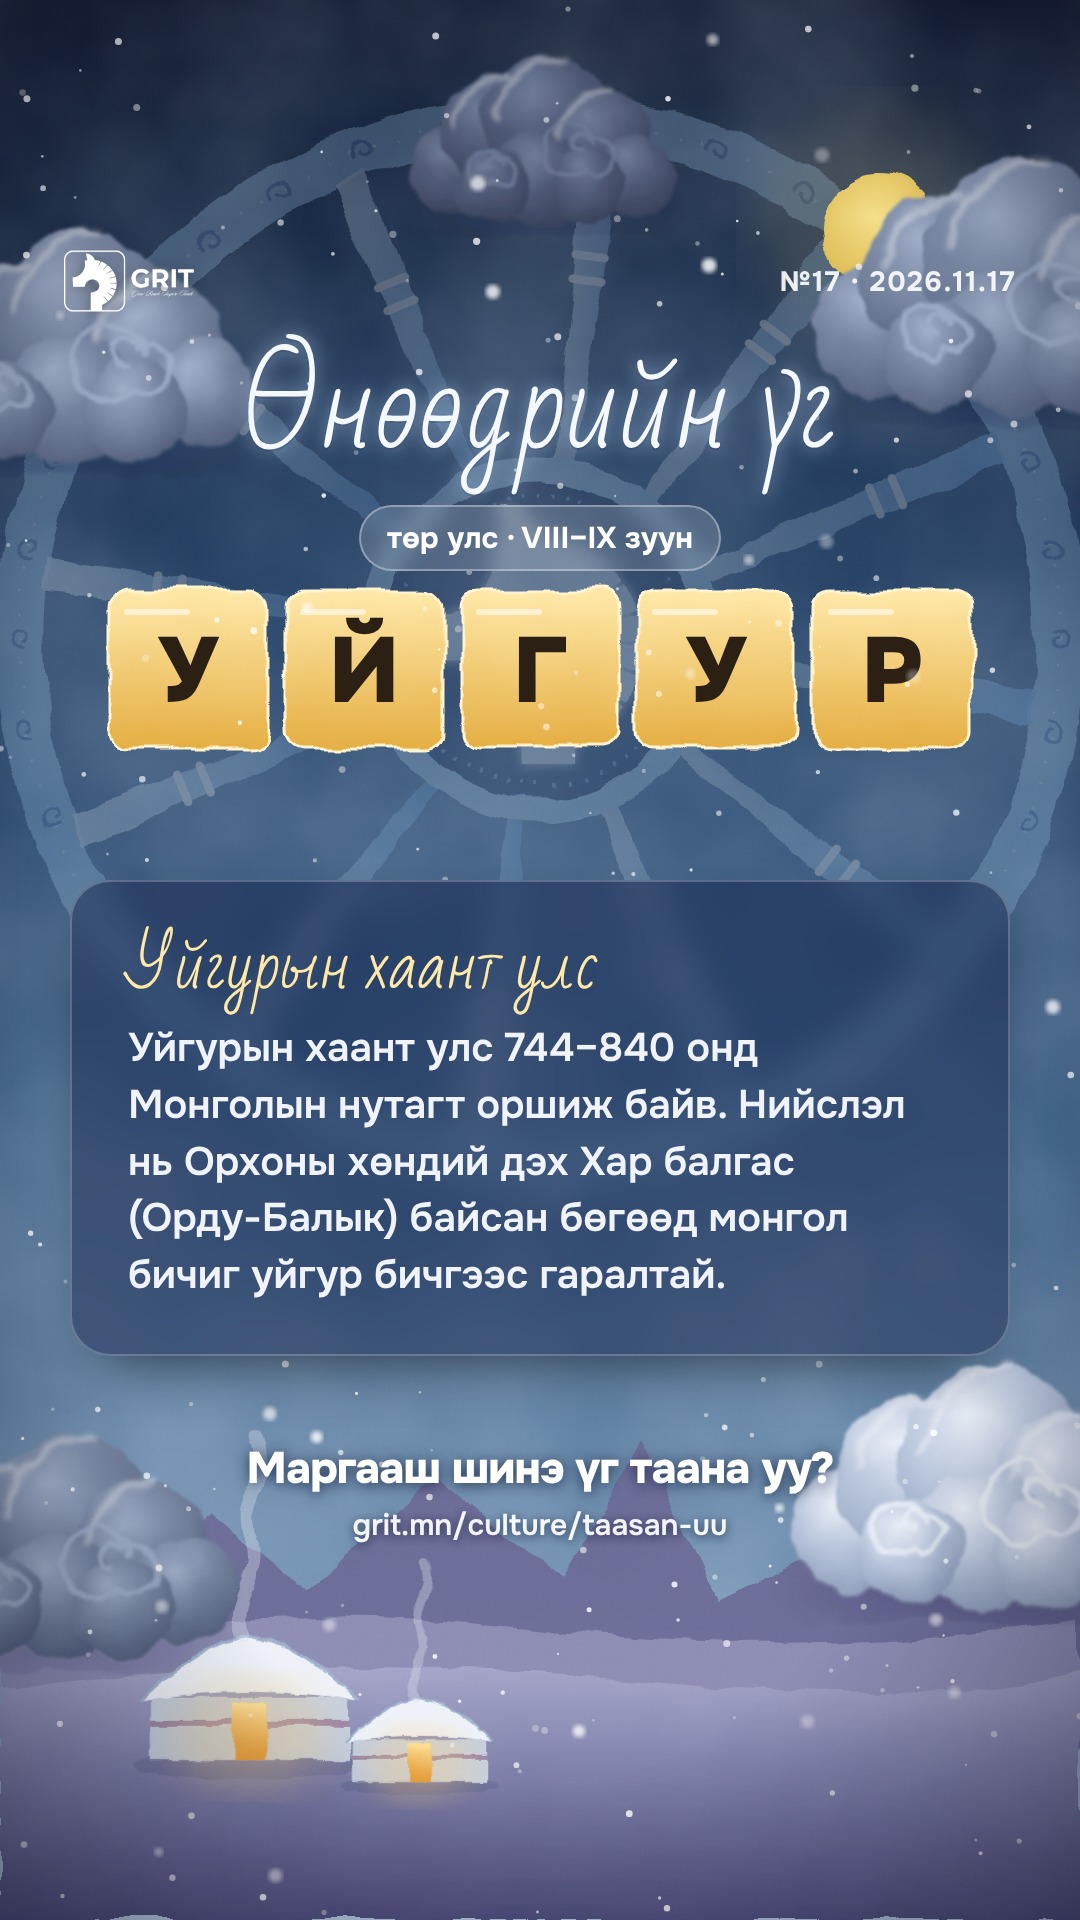 GRIT
№17 · 2026.11.17
Өнөөдрийн үг
төр улс · VIII–IX зуун
УЙГУР
Уйгурын хаант улс
Уйгурын хаант улс 744–840 онд
Монголын нутагт оршиж байв. Нийслэл
нь Орхоны хөндий дэх Хар балгас
(Орду-Балык) байсан бөгөөд монгол
бичиг уйгур бичгээс гаралтай.
Маргааш шинэ үг таана уу?
grit.mn/culture/taasan-uu